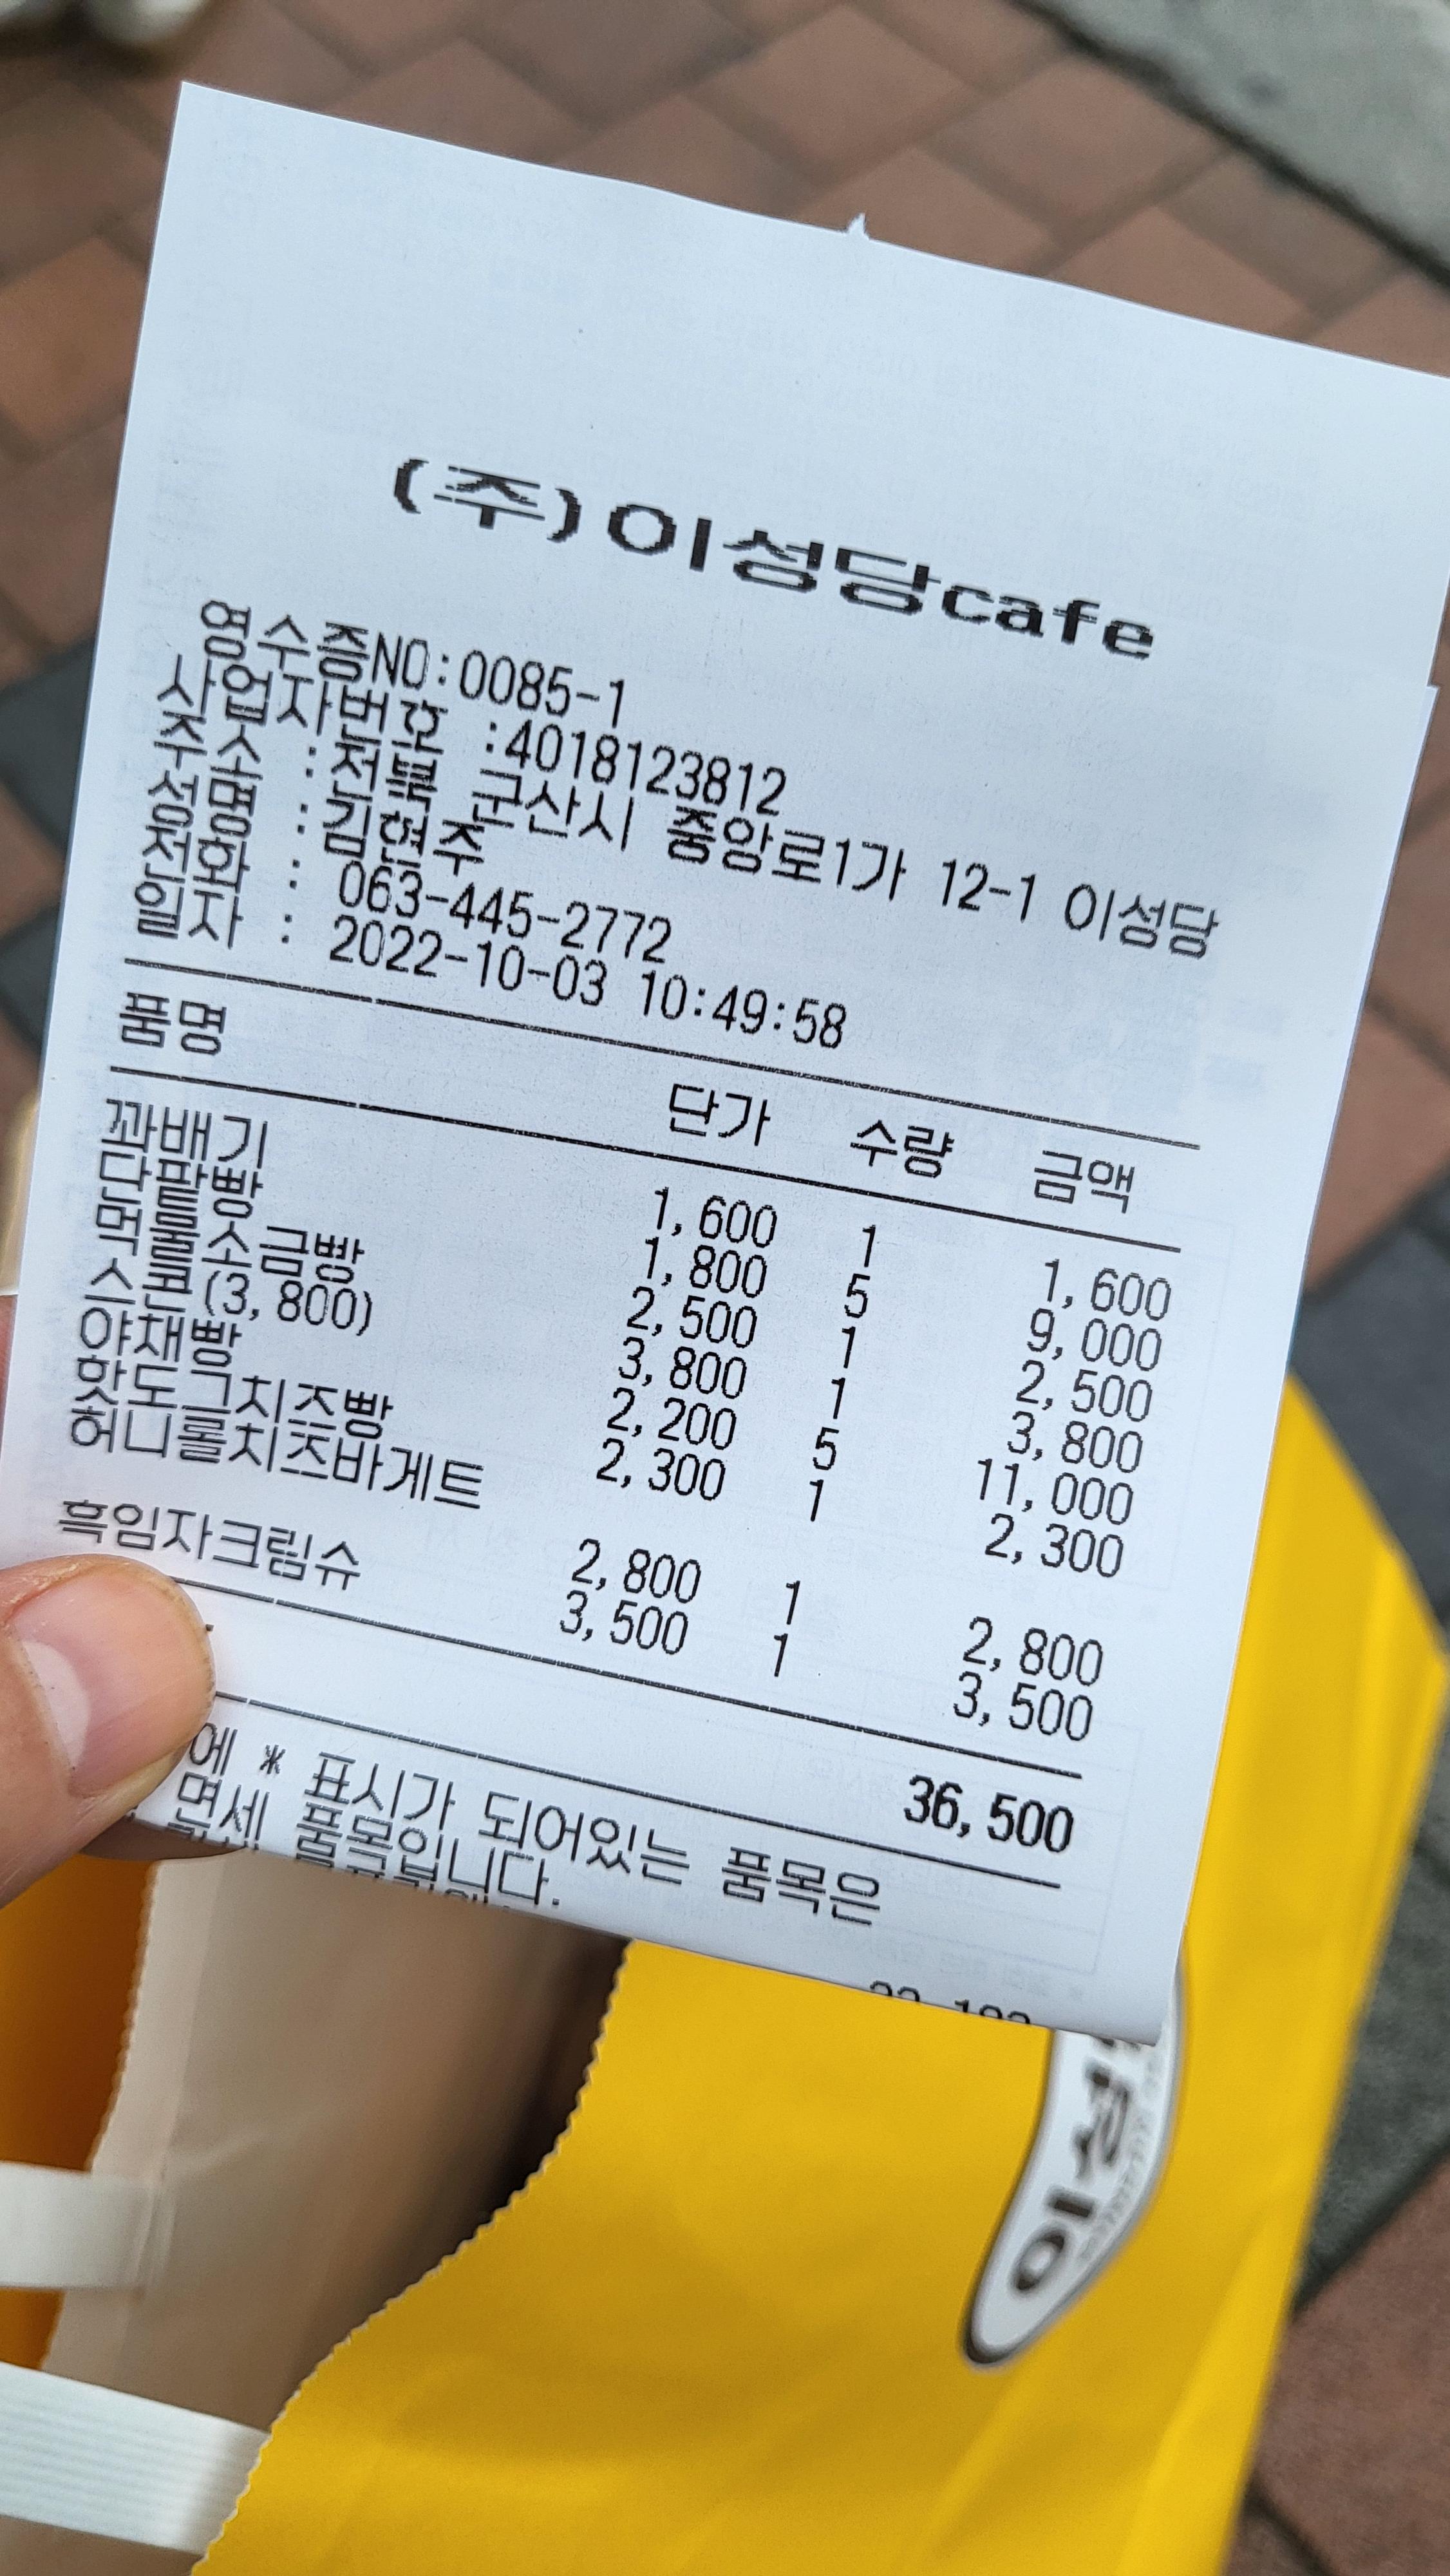 (주)이성당cafe
영수증NO:0085-1
사업자번호 :4018123812
주소 :전북 군산시 중앙로1가 12-1 이성당
성명 :김현주
전화 : 063-445-2772
일자 : 2022-10-03 10:49:58
품명 단가 수량 금액
꽈배기 1,600 1 1,600
단팥빵 1,800 5 9,000
먹물소금빵 2,500 1 2,500
스콘(3,800) 3,800 1 3,800
야채빵 2,200 5 11,000
핫도그치즈빵 2,300 1 2,300
허니롤치즈바게트
2,800 1 2,800
흑임자크림슈 3,500 1 3,500
36,500
에 * 표시가 되어있는 품목은
면세 품목입니다.
이성